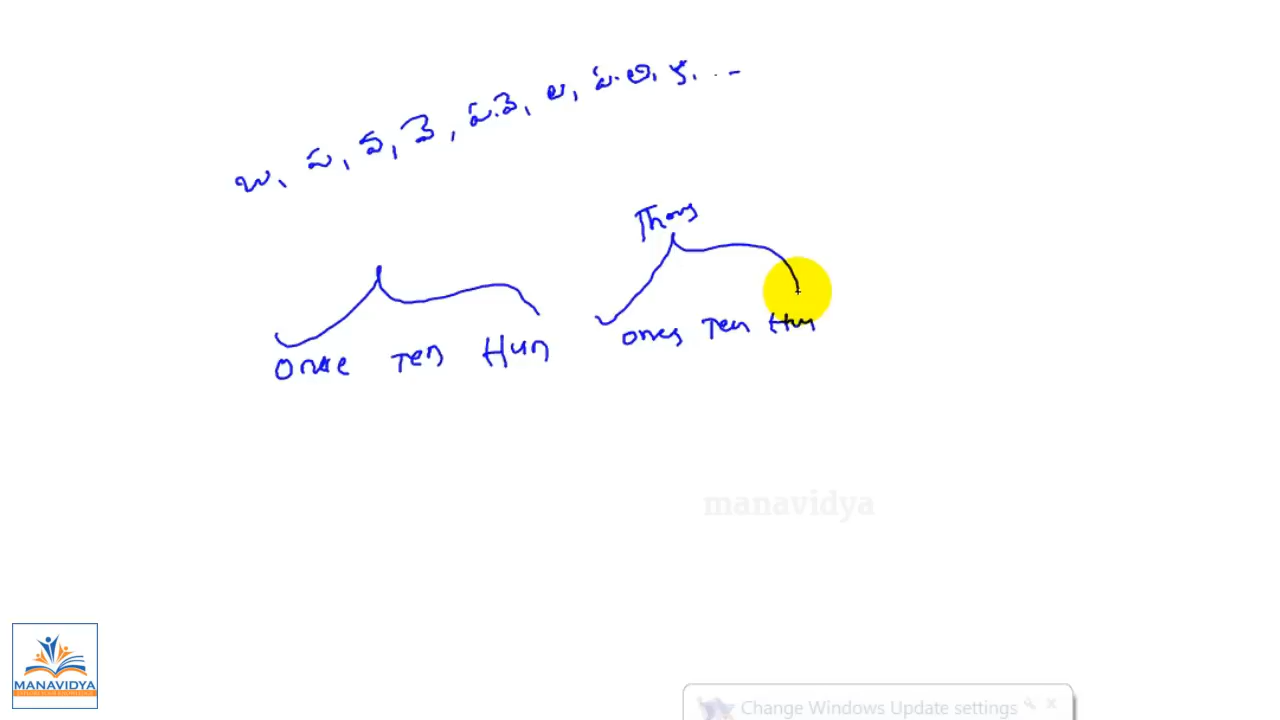 ఒ, ప, వ, వె, ప.వె, ల, ప.ల, క, . . –
Thous
ones Ten Hun
ones Ten Hun
manavidya
MANAVIDYA
Change Windows Update settings